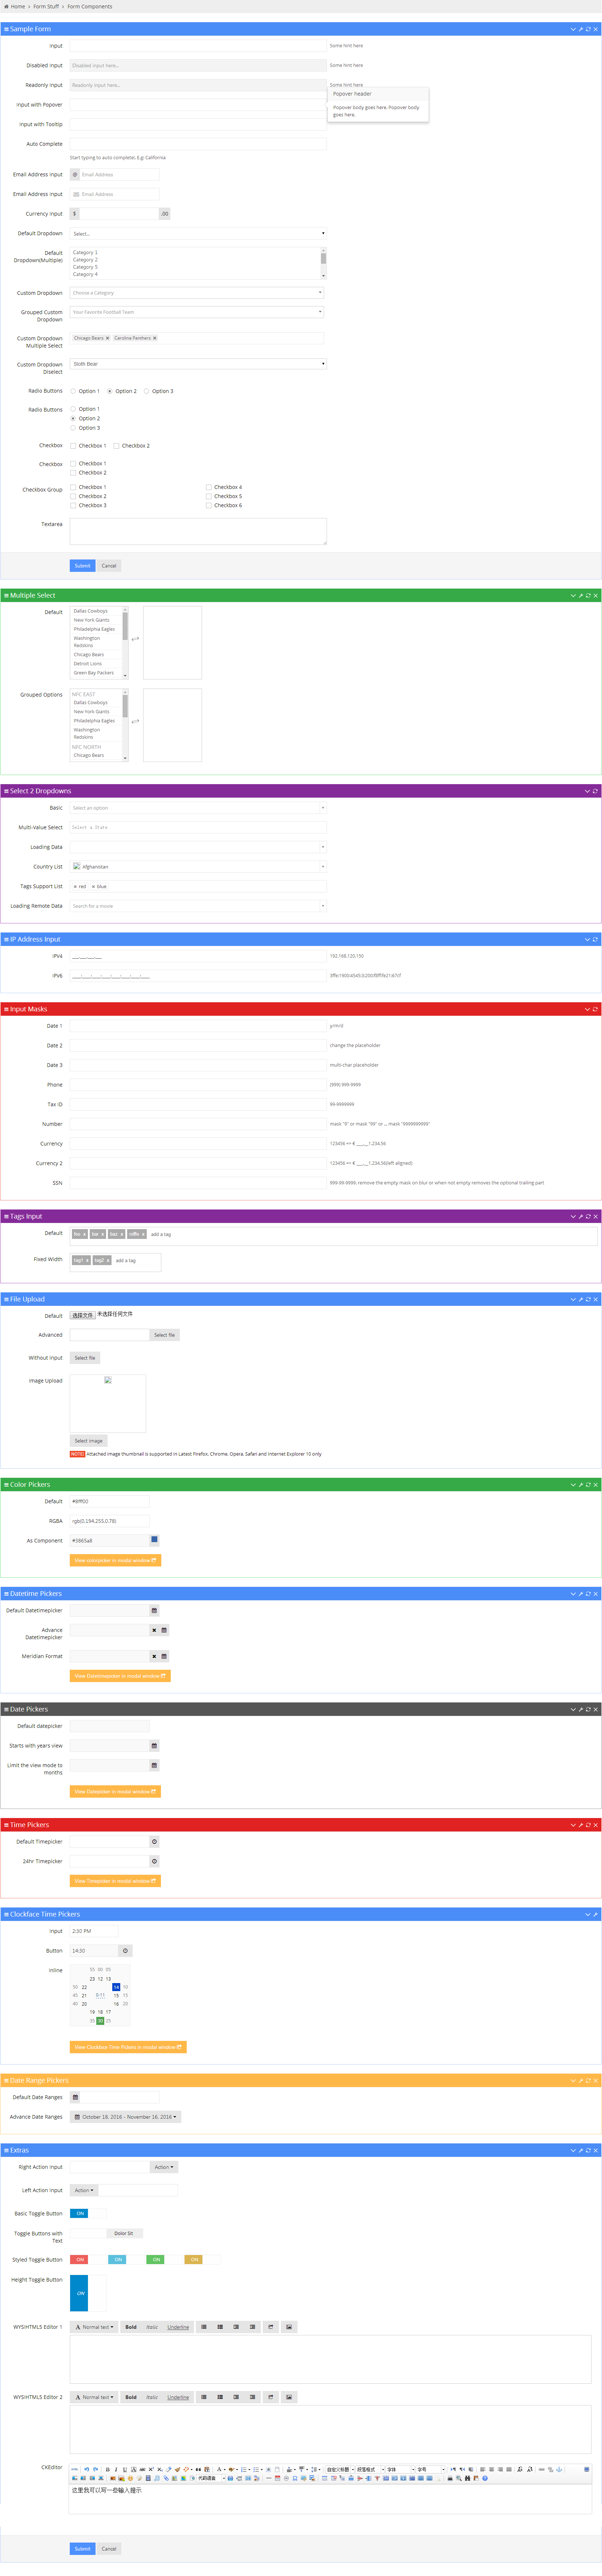 Home > Form Stuff > Form Components
Sample Form
Input Some hint here
Disabled Input Disabled input here... Some hint here
Readonly Input Readonly input here... Some hint here
Popover header
Input with Popover
Popover body goes here. Popover body goes here.
Input with Tooltip
Auto Complete
Start typing to auto complete!, E.g: California
Email Address Input @ Email Address
Email Address Input Email Address
Currency Input $ .00
Default Dropdown Select...
Default Dropdown(Multiple)
Category 1
Category 2
Category 5
Category 4
Custom Dropdown Choose a Category
Grouped Custom Dropdown Your Favorite Football Team
Custom Dropdown Multiple Select Chicago Bears Carolina Panthers
Custom Dropdown Diselect Sloth Bear
Radio Buttons Option 1 Option 2 Option 3
Radio Buttons Option 1
Option 2
Option 3
Checkbox Checkbox 1 Checkbox 2
Checkbox Checkbox 1
Checkbox 2
Checkbox Group Checkbox 1 Checkbox 4
Checkbox 2 Checkbox 5
Checkbox 3 Checkbox 6
Textarea
Submit Cancel
Multiple Select
Default
Dallas Cowboys
New York Giants
Philadelphia Eagles
Washington Redskins
Chicago Bears
Detroit Lions
Green Bay Packers
Grouped Options
NFC EAST
Dallas Cowboys
New York Giants
Philadelphia Eagles
Washington Redskins
NFC NORTH
Chicago Bears
Select 2 Dropdowns
Basic Select an option
Multi-Value Select Select a State
Loading Data
Country List Afghanistan
Tags Support List red blue
Loading Remote Data Search for a movie
IP Address Input
IPV4 ___.___.___.___ 192.168.120.150
IPV6
Input Masks
Date 1 y/m/d
Date 2 change the placeholder
Date 3 multi-char placeholder
Phone (999) 999-9999
Tax ID 99-9999999
Number mask "9" or mask "99" or ... mask "9999999999"
Currency 123456 => € ___.__1.234,56
Currency 2 123456 => € ___.__1.234,56(left aligned)
SSN 999-99-9999, remove the empty mask on blur or when not empty removes the optional trailing part
Tags Input
Default foo x bar x baz x roffle x add a tag
Fixed Width tag1 x tag2 x add a tag
File Upload
Default 选择文件 未选择任何文件
Advanced Select file
Without input Select file
Image Upload
Select image
NOTE! Attached image thumbnail is supported in Latest Firefox, Chrome, Opera, Safari and Internet Explorer 10 only
Color Pickers
Default #8fff00
RGBA rgb(0,194,255,0.78)
As Component #3865a8
View colorpicker in modal window
Datetime Pickers
Default Datetimepicker
Advance Datetimepicker
Meridian Format
View Datetimepicker in modal window
Date Pickers
Default datepicker
Starts with years view
Limit the view mode to months
View Datepicker in modal window
Time Pickers
Default Timepicker
24hr Timepicker
View Timepicker in modal window
Clockface Time Pickers
Input 2:30 PM
Button 14:30
Inline
55 00 05
23 12 13
50 22 14 10
45 21 0-11 15 15
40 20 16 20
19 18 17
35 30 25
View Clockface Time Pickers in modal window
Date Range Pickers
Default Date Ranges
Advance Date Ranges October 18, 2016 - November 16, 2016
Extras
Right Action Input Action
Left Action Input Action
Basic Toggle Button ON
Toggle Buttons with Text Dolor Sit
Styled Toggle Button ON ON ON ON
Height Toggle Button ON
WYSIHTML5 Editor 1 A Normal text Bold Italic Underline
WYSIHTML5 Editor 2 A Normal text Bold Italic Underline
CKEditor 自定义标题 段落格式 字体 字号
代码语言
这里我可以写一些输入提示
Submit Cancel